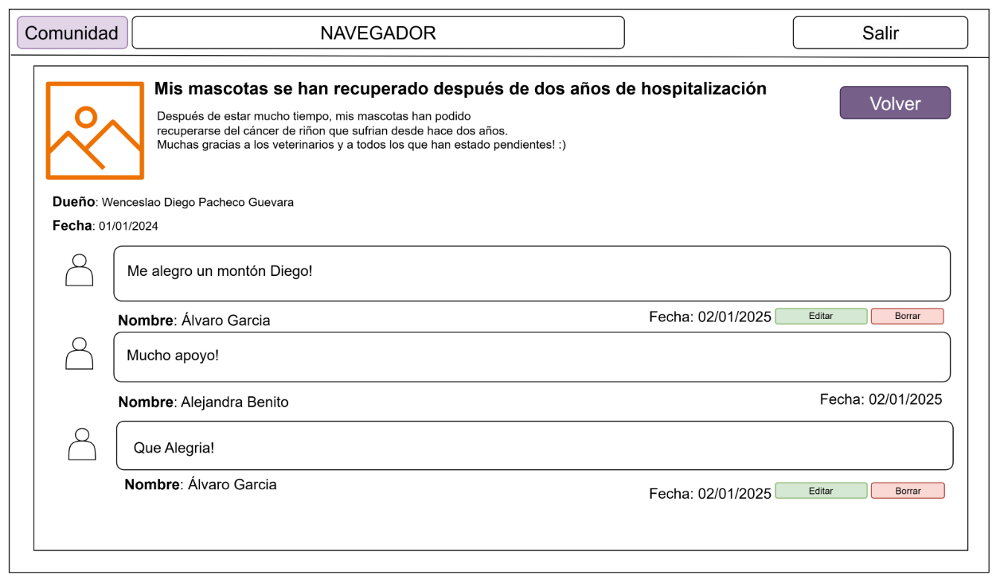 Comunidad
NAVEGADOR
Salir
Mis mascotas se han recuperado después de dos años de hospitalización
Volver
Después de estar mucho tiempo, mis mascotas han podido
recuperarse del cáncer de riñon que sufrian desde hace dos años.
Muchas gracias a los veterinarios y a todos los que han estado pendientes! :)
Dueño: Wenceslao Diego Pacheco Guevara
Fecha: 01/01/2024
Me alegro un montón Diego!
Nombre: Álvaro Garcia
Fecha: 02/01/2025
Editar
Borrar
Mucho apoyo!
Nombre: Alejandra Benito
Fecha: 02/01/2025
Que Alegria!
Nombre: Álvaro Garcia
Fecha: 02/01/2025
Editar
Borrar